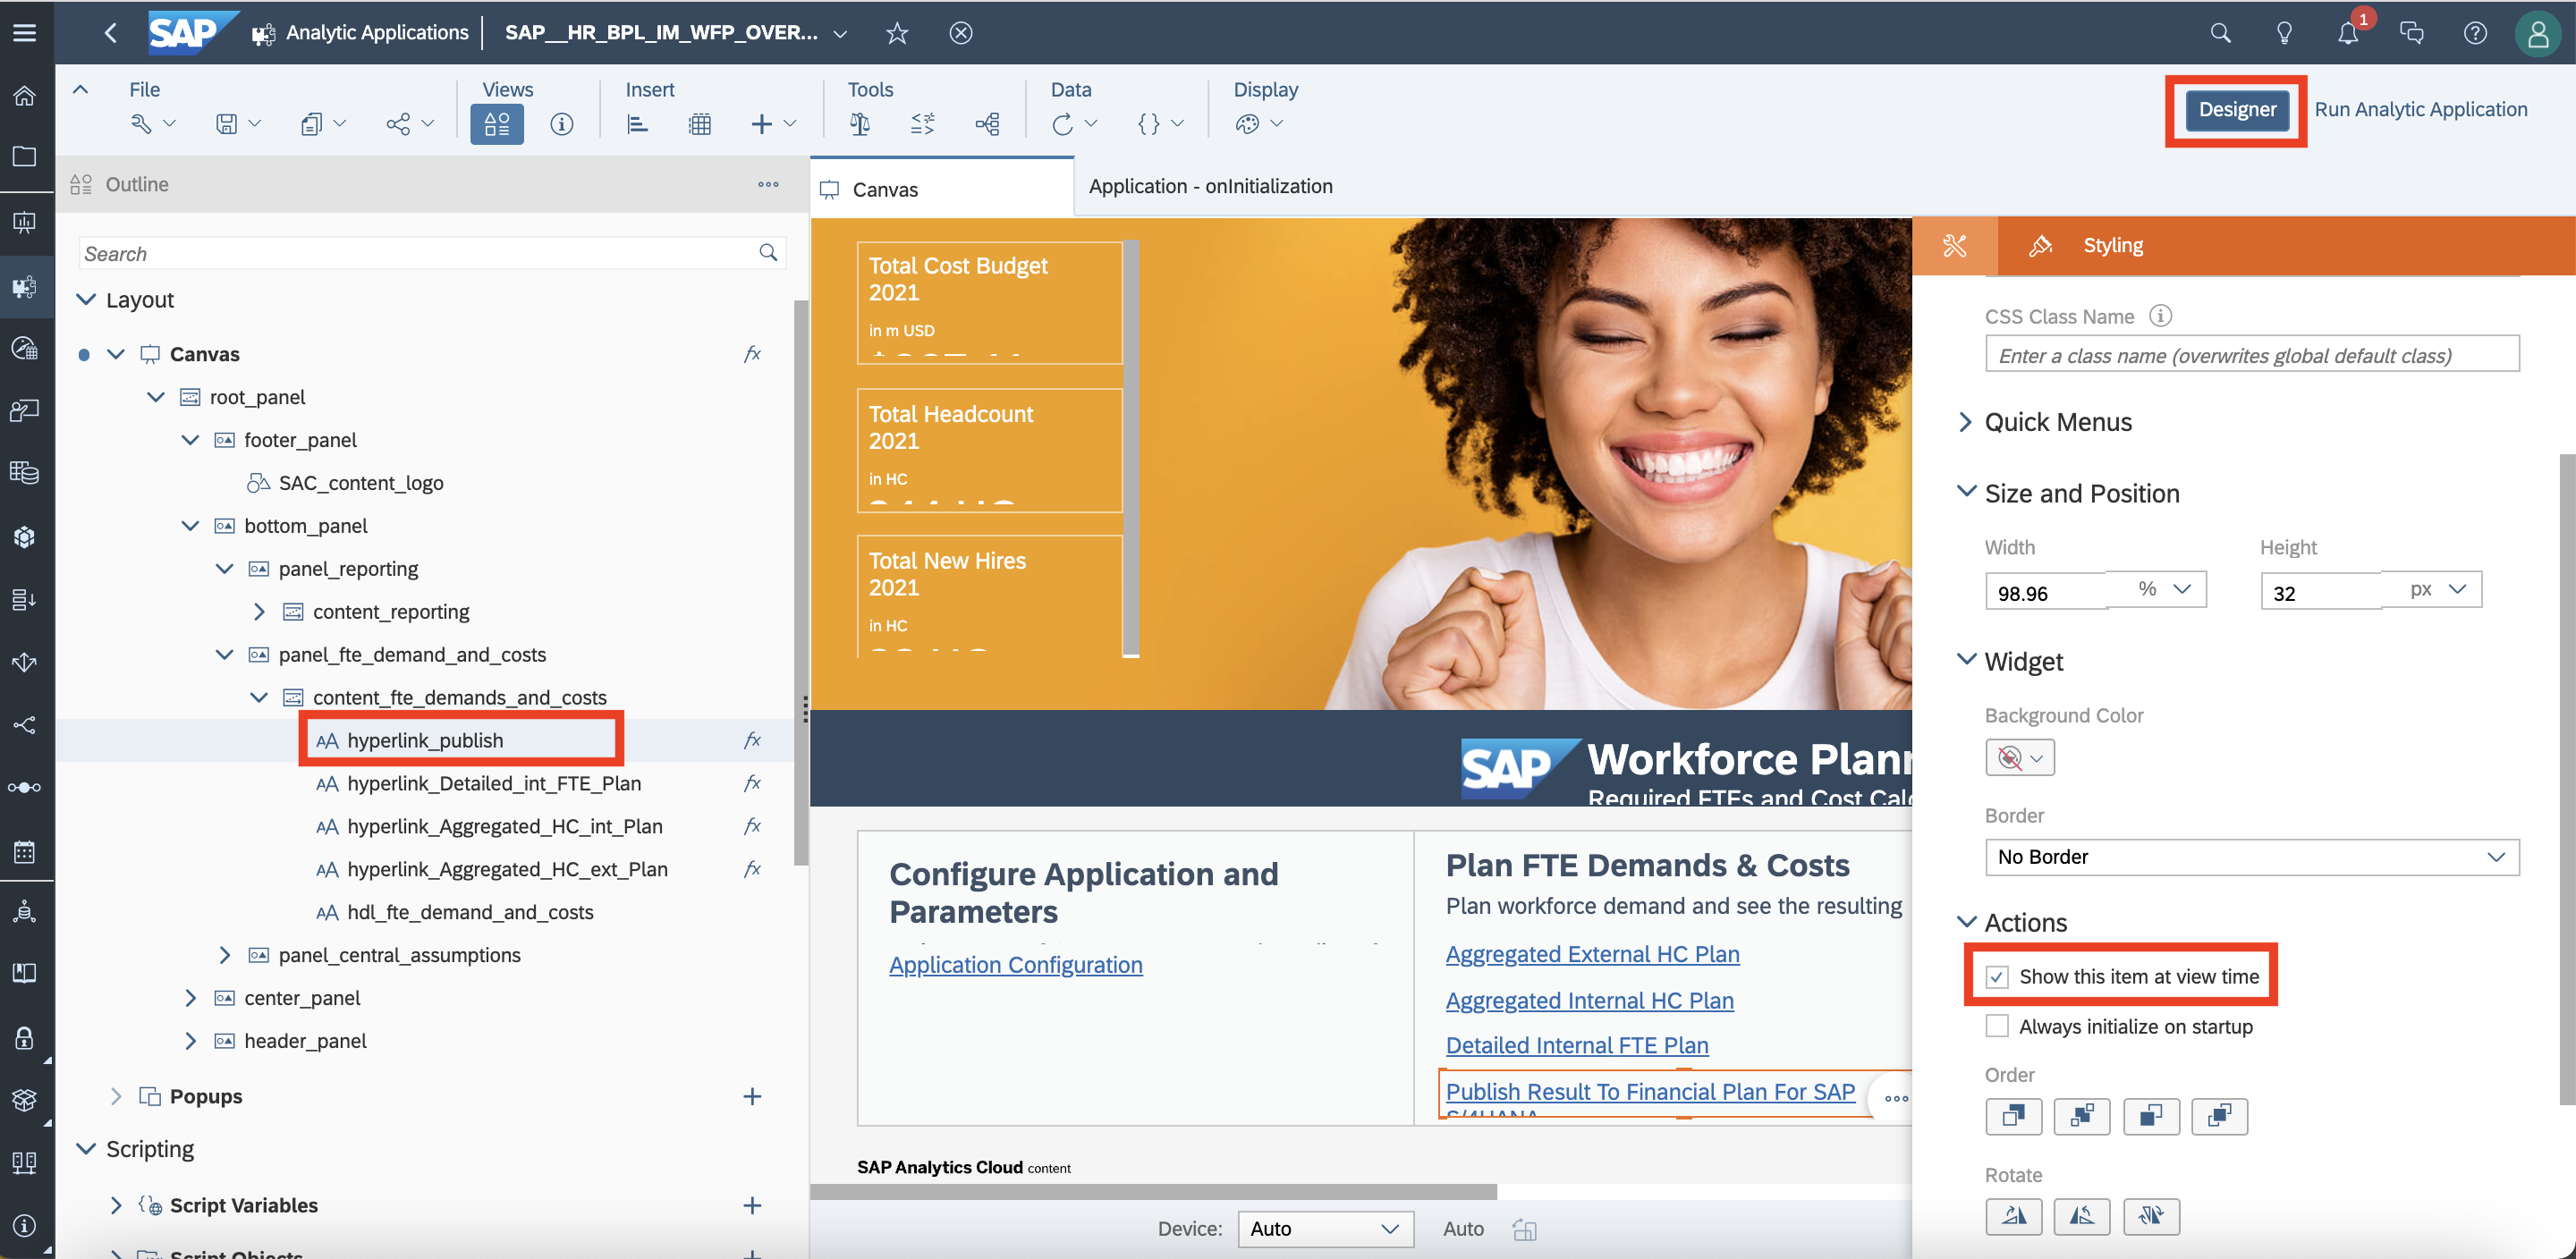 SAP Analytic Applications SAP__HR_BPL_IM_WFP_OVER... 1
File Views Insert Tools Data Display
Designer Run Analytic Application
Outline
Canvas
Application - onInitialization
Search
Layout
Canvas
root_panel
footer_panel
SAC_content_logo
bottom_panel
panel_reporting
content_reporting
panel_fte_demand_and_costs
content_fte_demands_and_costs
hyperlink_publish
hyperlink_Detailed_int_FTE_Plan
hyperlink_Aggregated_HC_int_Plan
hyperlink_Aggregated_HC_ext_Plan
hdl_fte_demand_and_costs
panel_central_assumptions
center_panel
header_panel
Popups
Scripting
Script Variables
Script Objects
Total Cost Budget
2021
in m USD
Total Headcount
2021
in HC
Total New Hires
2021
in HC
SAP Workforce Plann
Required FTEs and Cost Calc
Configure Application and
Parameters
Application Configuration
Plan FTE Demands & Costs
Plan workforce demand and see the resulting
Aggregated External HC Plan
Aggregated Internal HC Plan
Detailed Internal FTE Plan
Publish Result To Financial Plan For SAP
S/4HANA
SAP Analytics Cloud content
Device: Auto Auto
Styling
CSS Class Name
Enter a class name (overwrites global default class)
Quick Menus
Size and Position
Width Height
98.96 % 32 px
Widget
Background Color
Border
No Border
Actions
Show this item at view time
Always initialize on startup
Order
Rotate